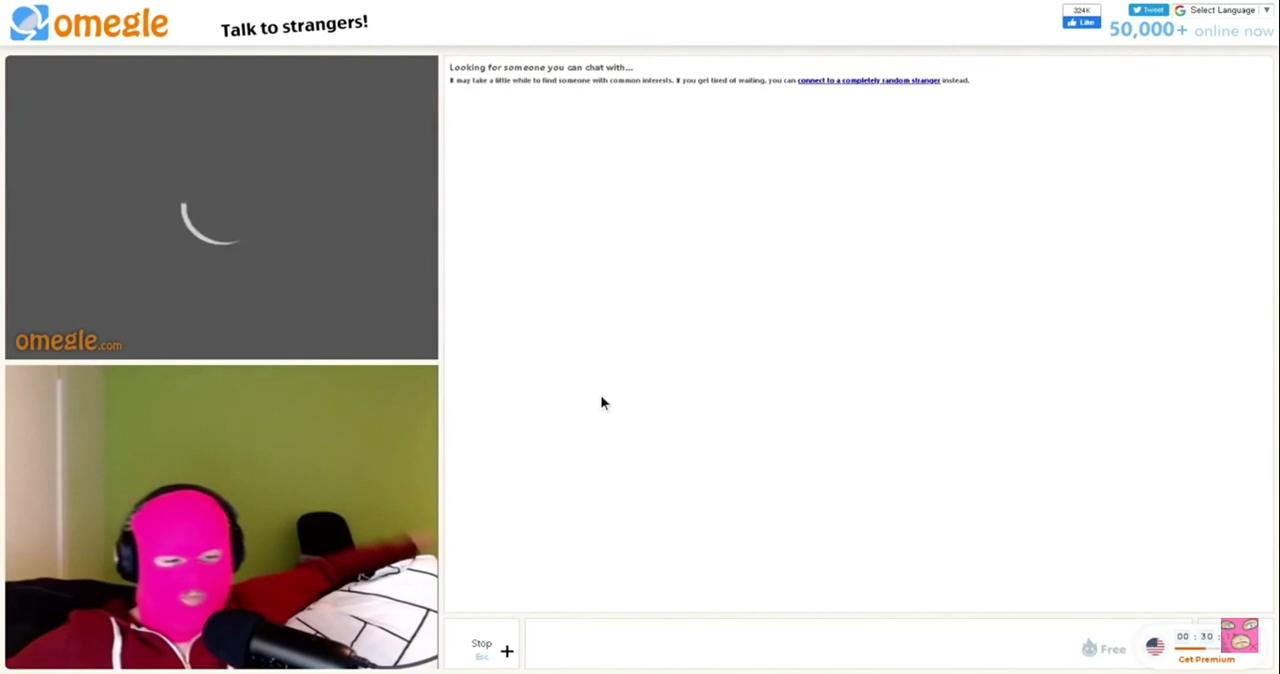 omegle
Talk to strangers!
324K
Like
Tweet
Select Language
50,000+ online now
Looking for someone you can chat with...
It may take a little while to find someone with common interests. If you get tired of waiting, you can connect to a completely random stranger instead.
omegle.com
Stop
Esc
Free
00 : 30 :
Get Premium